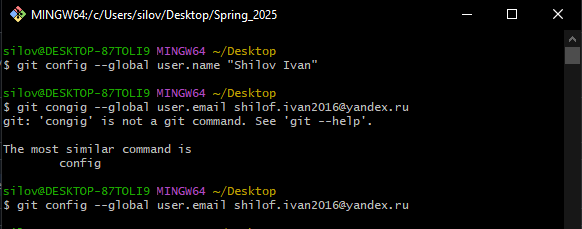 MINGW64:/c/Users/silov/Desktop/Spring_2025
silov@DESKTOP-87TOLI9 MINGW64 ~/Desktop
$ git config --global user.name "Shilov Ivan"
silov@DESKTOP-87TOLI9 MINGW64 ~/Desktop
$ git congig --global user.email shilof.ivan2016@yandex.ru
git: 'congig' is not a git command. See 'git --help'.
The most similar command is
config
silov@DESKTOP-87TOLI9 MINGW64 ~/Desktop
$ git config --global user.email shilof.ivan2016@yandex.ru